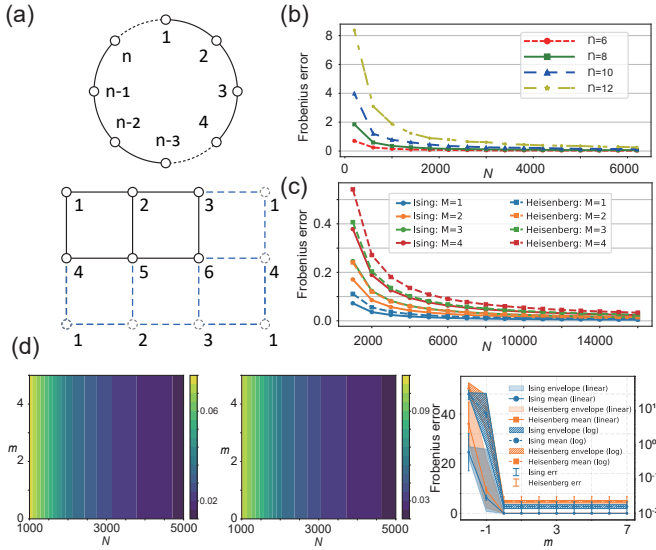 (a)
1
n
2
n-1
3
n-2
4
n-3
1
2
3
1
4
5
6
4
1
2
3
1
(b)
Frobenius error
8
6
4
2
0
0
2000
4000
6000
N
n=6
n=8
n=10
n=12
(c)
Frobenius error
0.4
0.2
0.0
2000
6000
10000
14000
N
Ising: M=1
Ising: M=2
Ising: M=3
Ising: M=4
Heisenberg: M=1
Heisenberg: M=2
Heisenberg: M=3
Heisenberg: M=4
(d)
m
4
2
0
1000
3000
5000
N
0.06
0.02
m
4
2
0
1000
3000
5000
N
0.09
0.03
Frobenius error
40
20
0
-1
3
7
m
10¹
10⁰
10⁻¹
10⁻²
Ising envelope (linear)
Ising mean (linear)
Heisenberg envelope (linear)
Heisenberg mean (linear)
Ising envelope (log)
Ising mean (log)
Heisenberg envelope (log)
Heisenberg mean (log)
Ising err
Heisenberg err